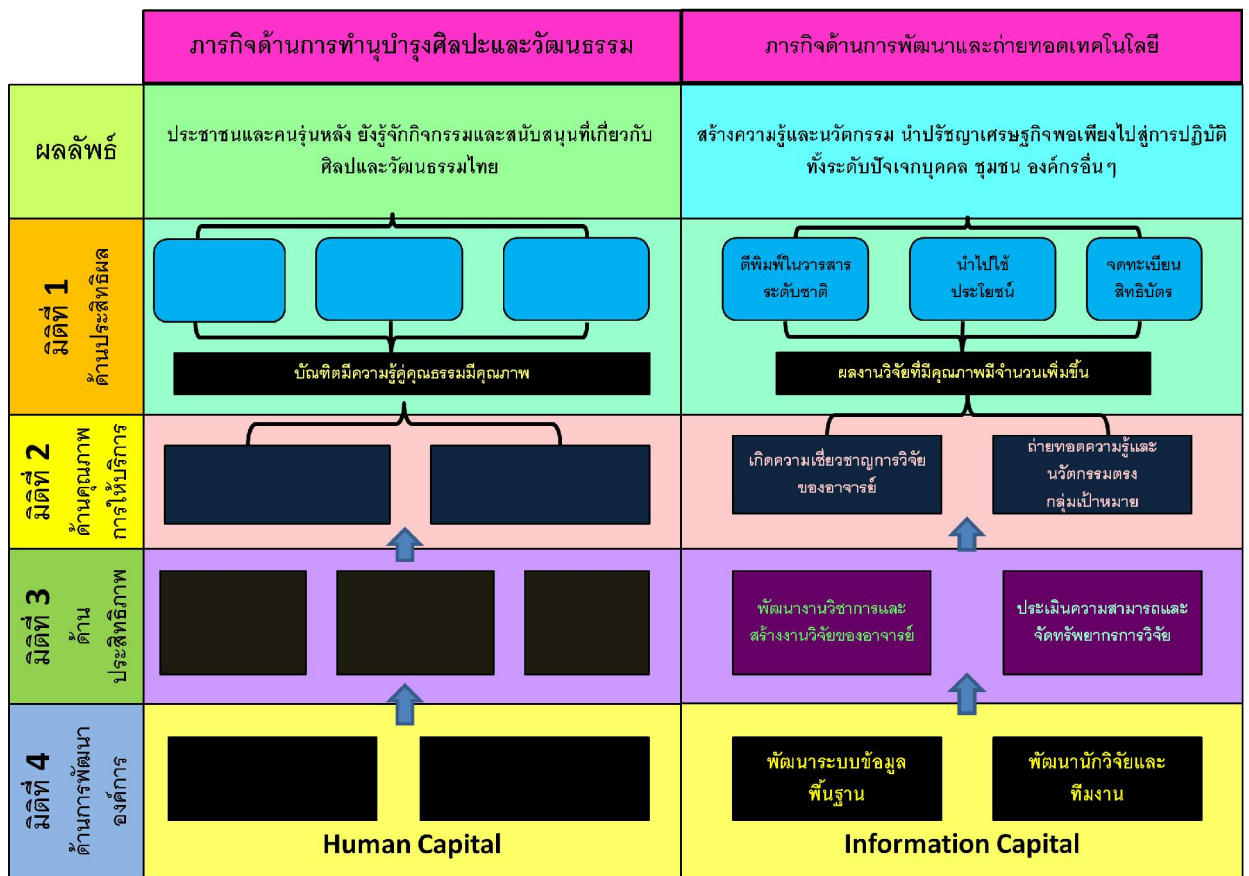 ภารกิจด้านการทำนุบำรุงศิลปะและวัฒนธรรม
ภารกิจด้านการพัฒนาและถ่ายทอดเทคโนโลยี
ผลลัพธ์
ประชาชนและคนรุ่นหลัง ยังรู้จักกิจกรรมและสนับสนุนที่เกี่ยวกับ
ศิลปและวัฒนธรรมไทย
สร้างความรู้และนวัตกรรม นำปรัชญาเศรษฐกิจพอเพียงไปสู่การปฏิบัติ
ทั้งระดับปัจเจกบุคคล ชุมชน องค์กรอื่นๆ
มิติที่ 1
ด้านประสิทธิผล
ตีพิมพ์ในวารสาร
ระดับชาติ
นำไปใช้
ประโยชน์
จดทะเบียน
สิทธิบัตร
บัณฑิตมีความรู้คู่คุณธรรมมีคุณภาพ
ผลงานวิจัยที่มีคุณภาพมีจำนวนเพิ่มขึ้น
มิติที่ 2
ด้านคุณภาพ
การให้บริการ
เกิดความเชี่ยวชาญการวิจัย
ของอาจารย์
ถ่ายทอดความรู้และ
นวัตกรรมตรง
กลุ่มเป้าหมาย
มิติที่ 3
ด้าน
ประสิทธิภาพ
พัฒนางานวิชาการและ
สร้างงานวิจัยของอาจารย์
ประเมินความสามารถและ
จัดทรัพยากรการวิจัย
มิติที่ 4
ด้านการพัฒนา
องค์การ
พัฒนาระบบข้อมูล
พื้นฐาน
พัฒนานักวิจัยและ
ทีมงาน
Human Capital
Information Capital